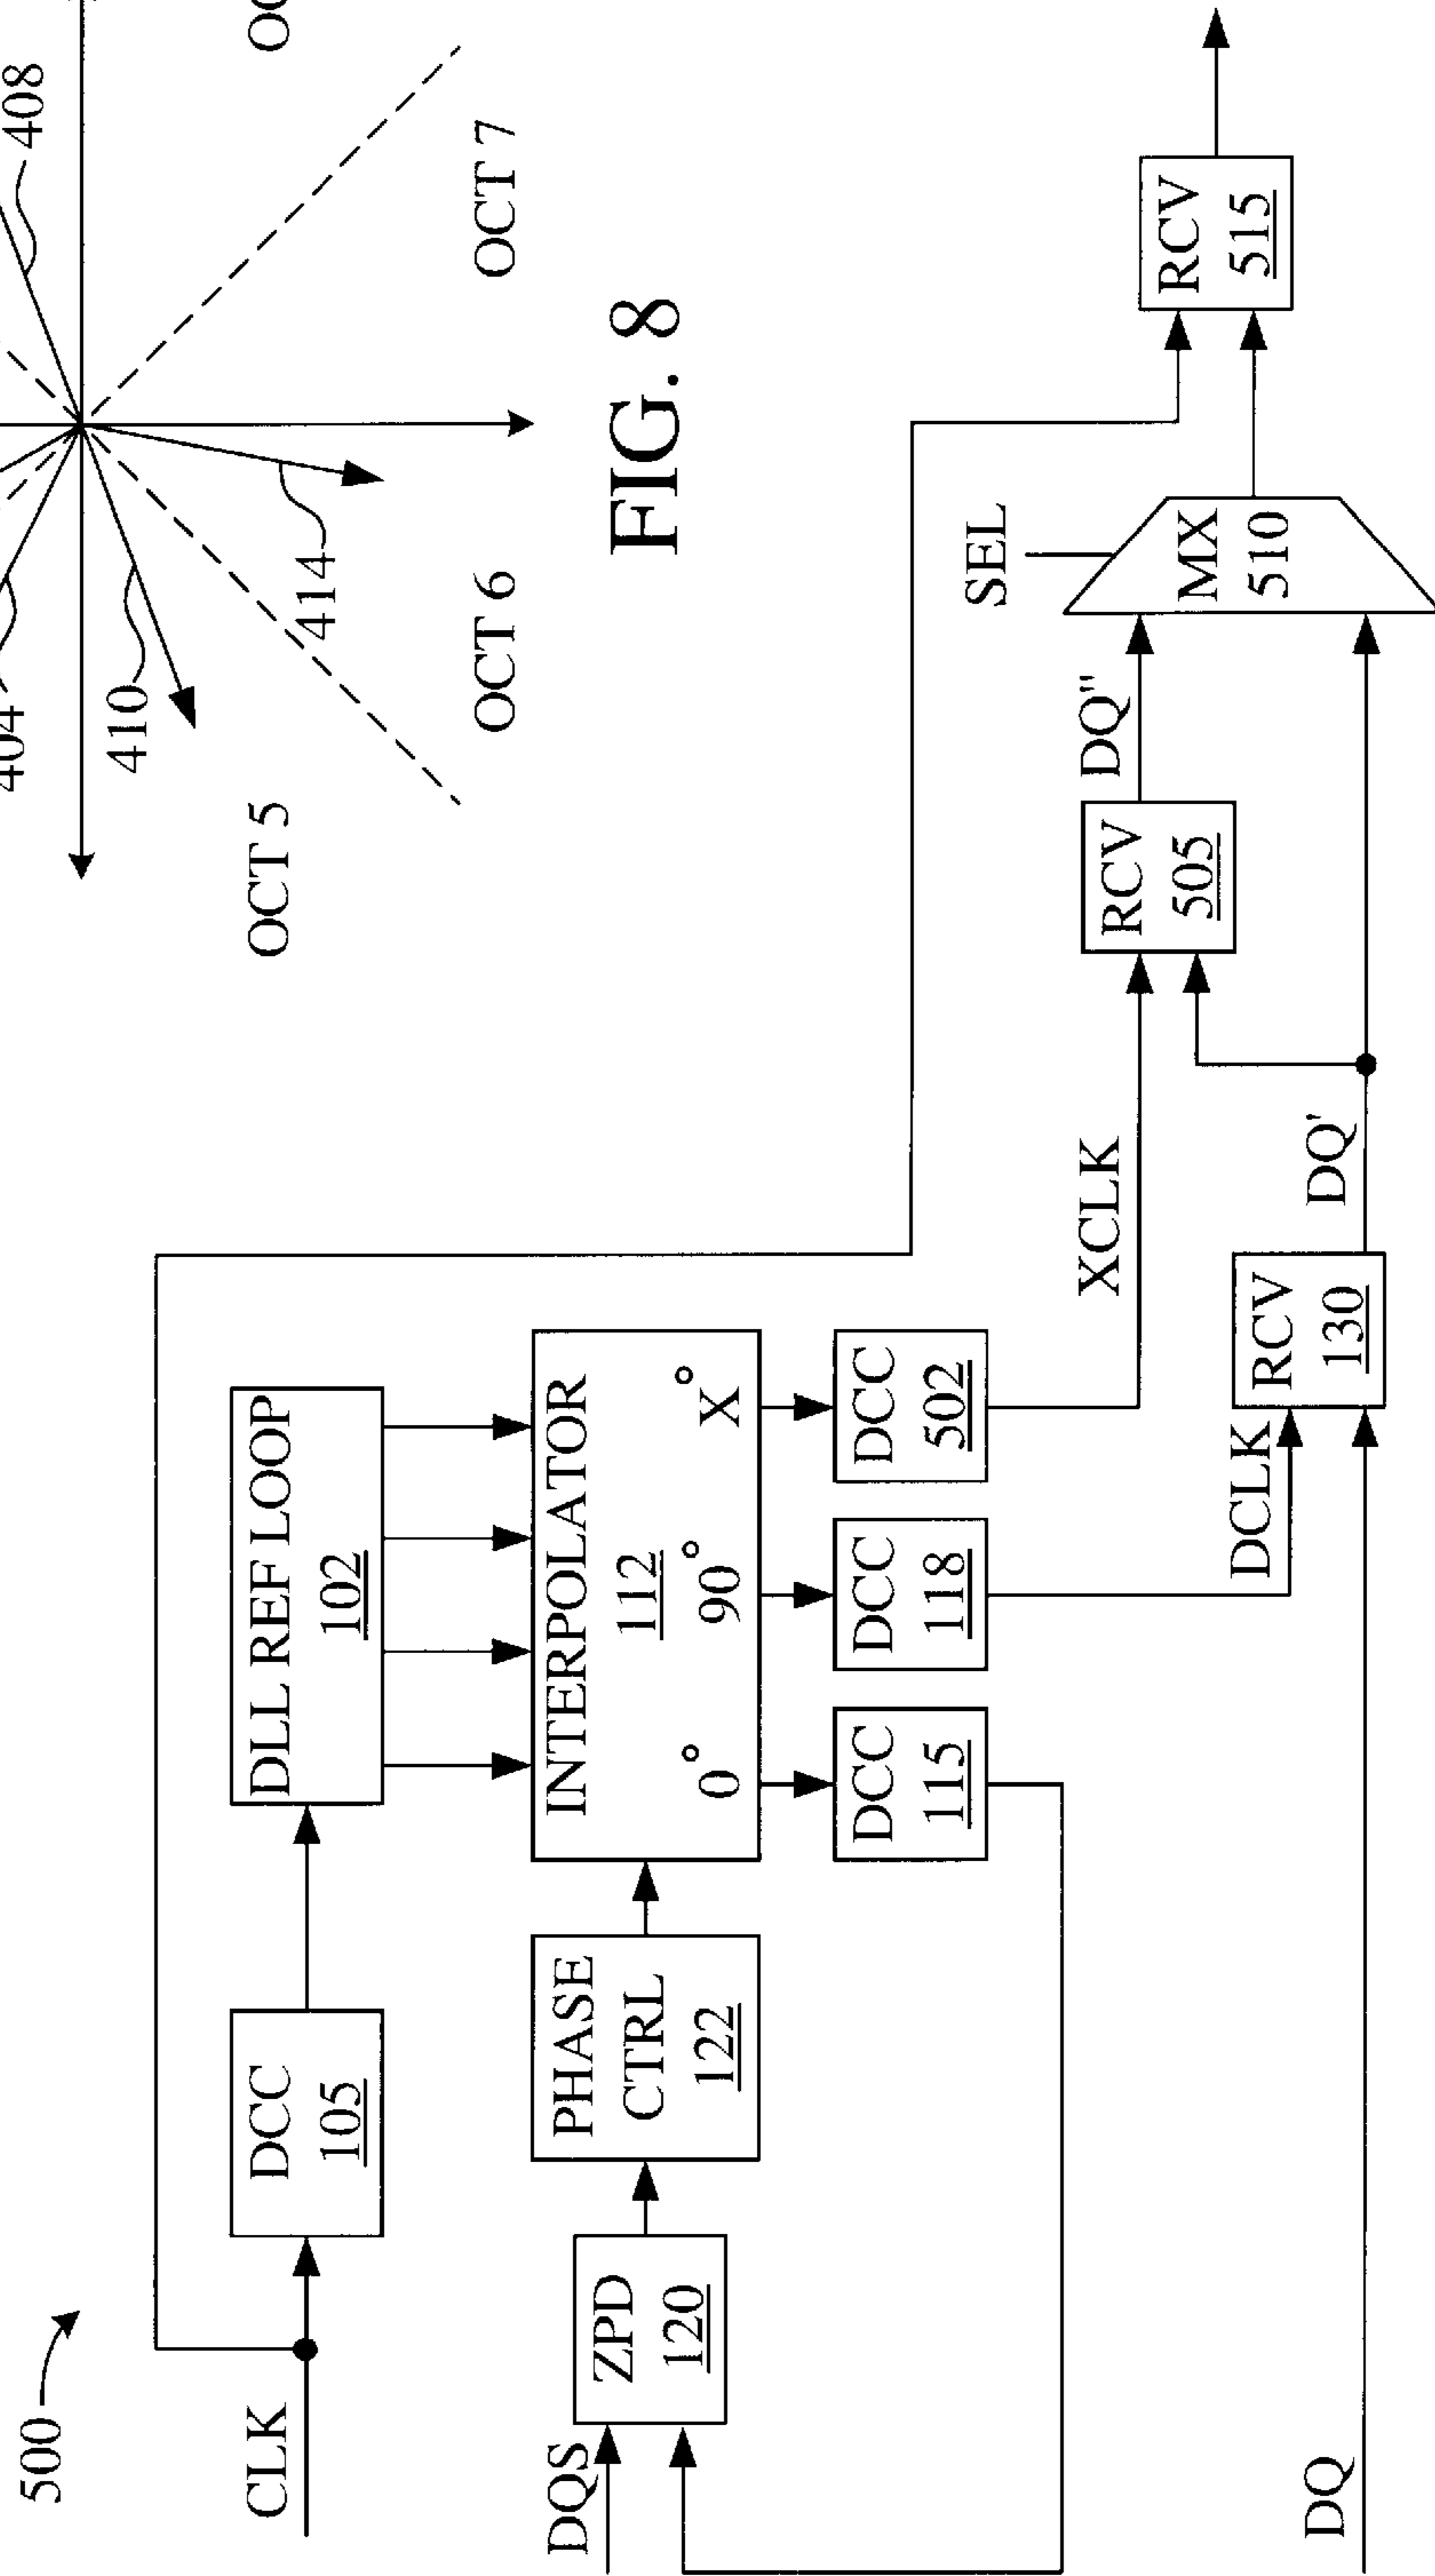 408
404
410
414
OC
OCT 5
OCT 6
OCT 7
FIG. 8
500
CLK
DCC
105
DLL REF LOOP
102
DQS
ZPD
120
PHASE
CTRL
122
INTERPOLATOR
112
0° 90° X°
DCC
115
DCC
118
DCC
502
XCLK
DCLK
DQ
RCV
130
DQ'
RCV
505
DQ"
SEL
MX
510
RCV
515